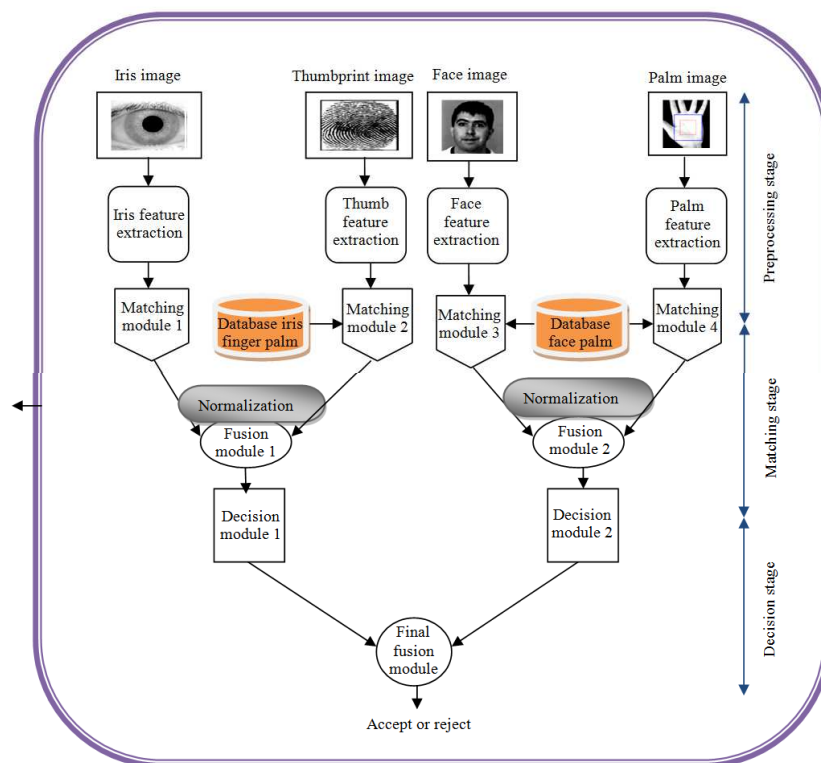 Iris image
Thumbprint image
Face image
Palm image
Iris feature
extraction
Thumb
feature
extraction
Face
feature
extraction
Palm
feature
extraction
Matching
module 1
Database iris
finger palm
Matching
module 2
Matching
module 3
Database
face palm
Matching
module 4
Normalization
Normalization
Fusion
module 1
Fusion
module 2
Decision
module 1
Decision
module 2
Final
fusion
module
Accept or reject
Preprocessing stage
Matching stage
Decision stage